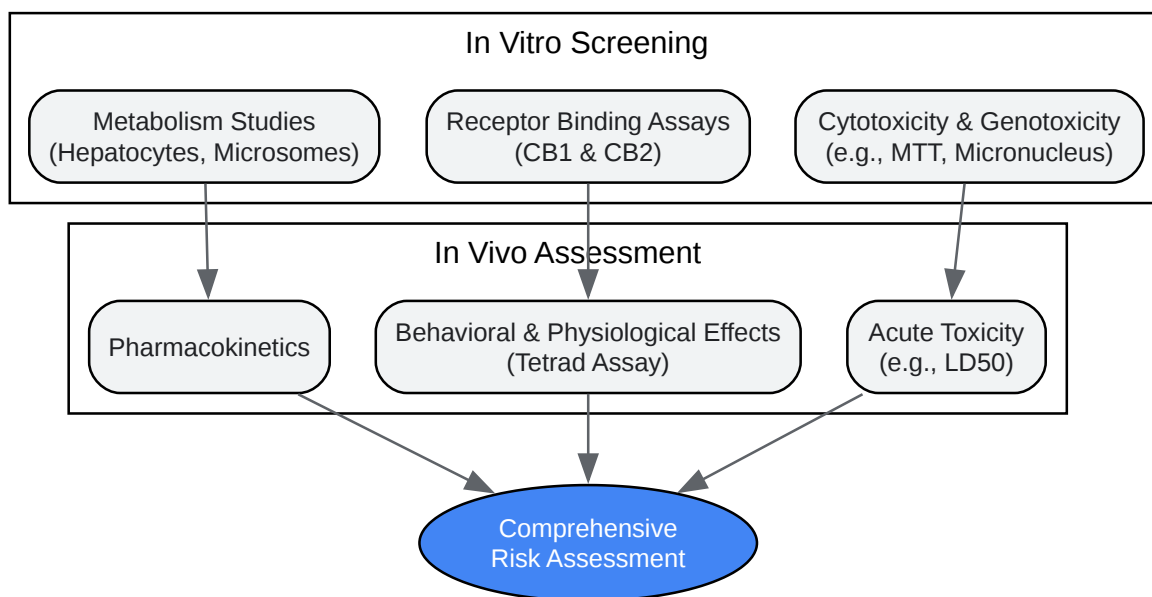 In Vitro Screening
Metabolism Studies
(Hepatocytes, Microsomes)
Receptor Binding Assays
(CB1 & CB2)
Cytotoxicity & Genotoxicity
(e.g., MTT, Micronucleus)
In Vivo Assessment
Pharmacokinetics
Behavioral & Physiological Effects
(Tetrad Assay)
Acute Toxicity
(e.g., LD50)
Comprehensive
Risk Assessment